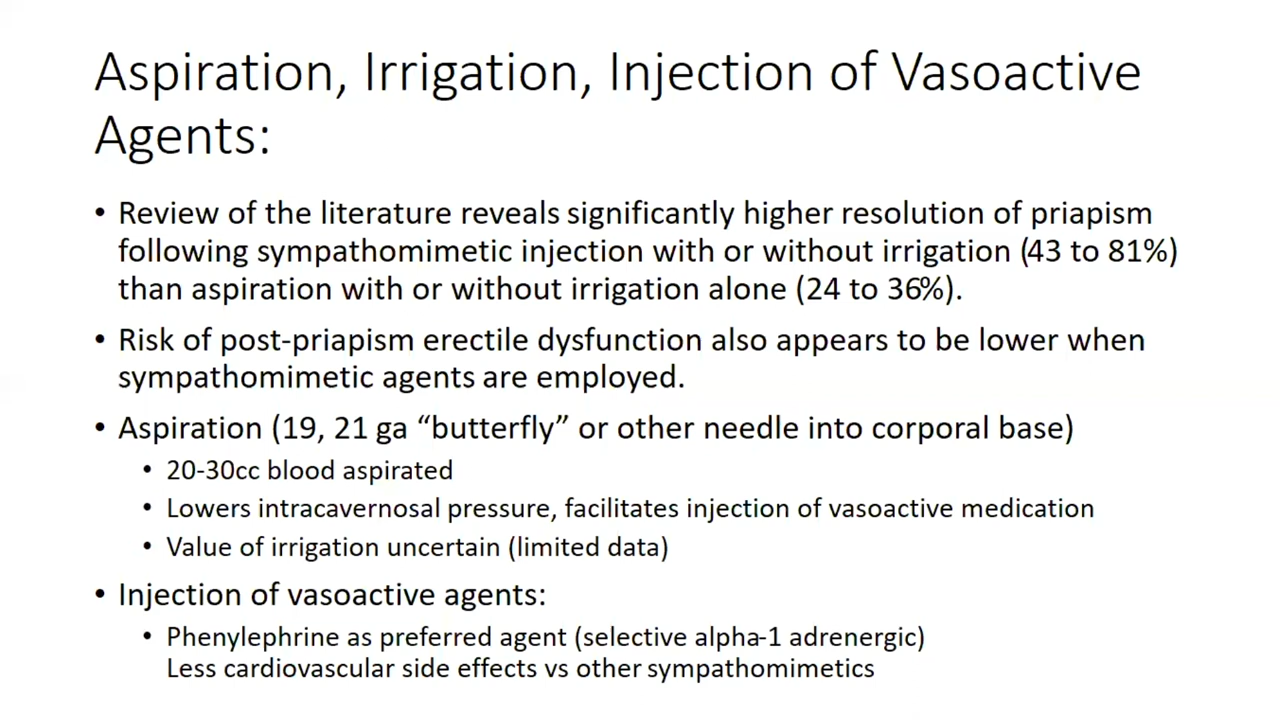 Aspiration, Irrigation, Injection of Vasoactive
Agents:
• Review of the literature reveals significantly higher resolution of priapism
following sympathomimetic injection with or without irrigation (43 to 81%)
than aspiration with or without irrigation alone (24 to 36%).
• Risk of post-priapism erectile dysfunction also appears to be lower when
sympathomimetic agents are employed.
• Aspiration (19, 21 ga “butterfly” or other needle into corporal base)
• 20-30cc blood aspirated
• Lowers intracavernosal pressure, facilitates injection of vasoactive medication
• Value of irrigation uncertain (limited data)
• Injection of vasoactive agents:
• Phenylephrine as preferred agent (selective alpha-1 adrenergic)
Less cardiovascular side effects vs other sympathomimetics